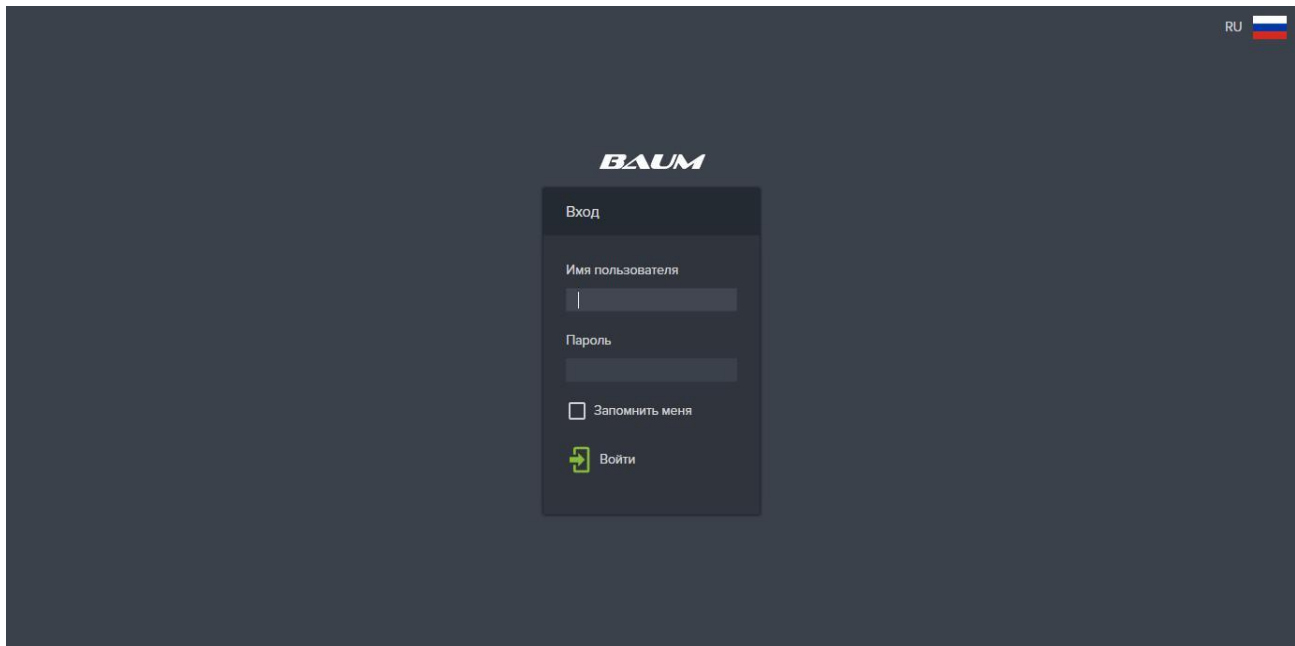 RU
BAUM
Вход
Имя пользователя
Пароль
Запомнить меня
Войти